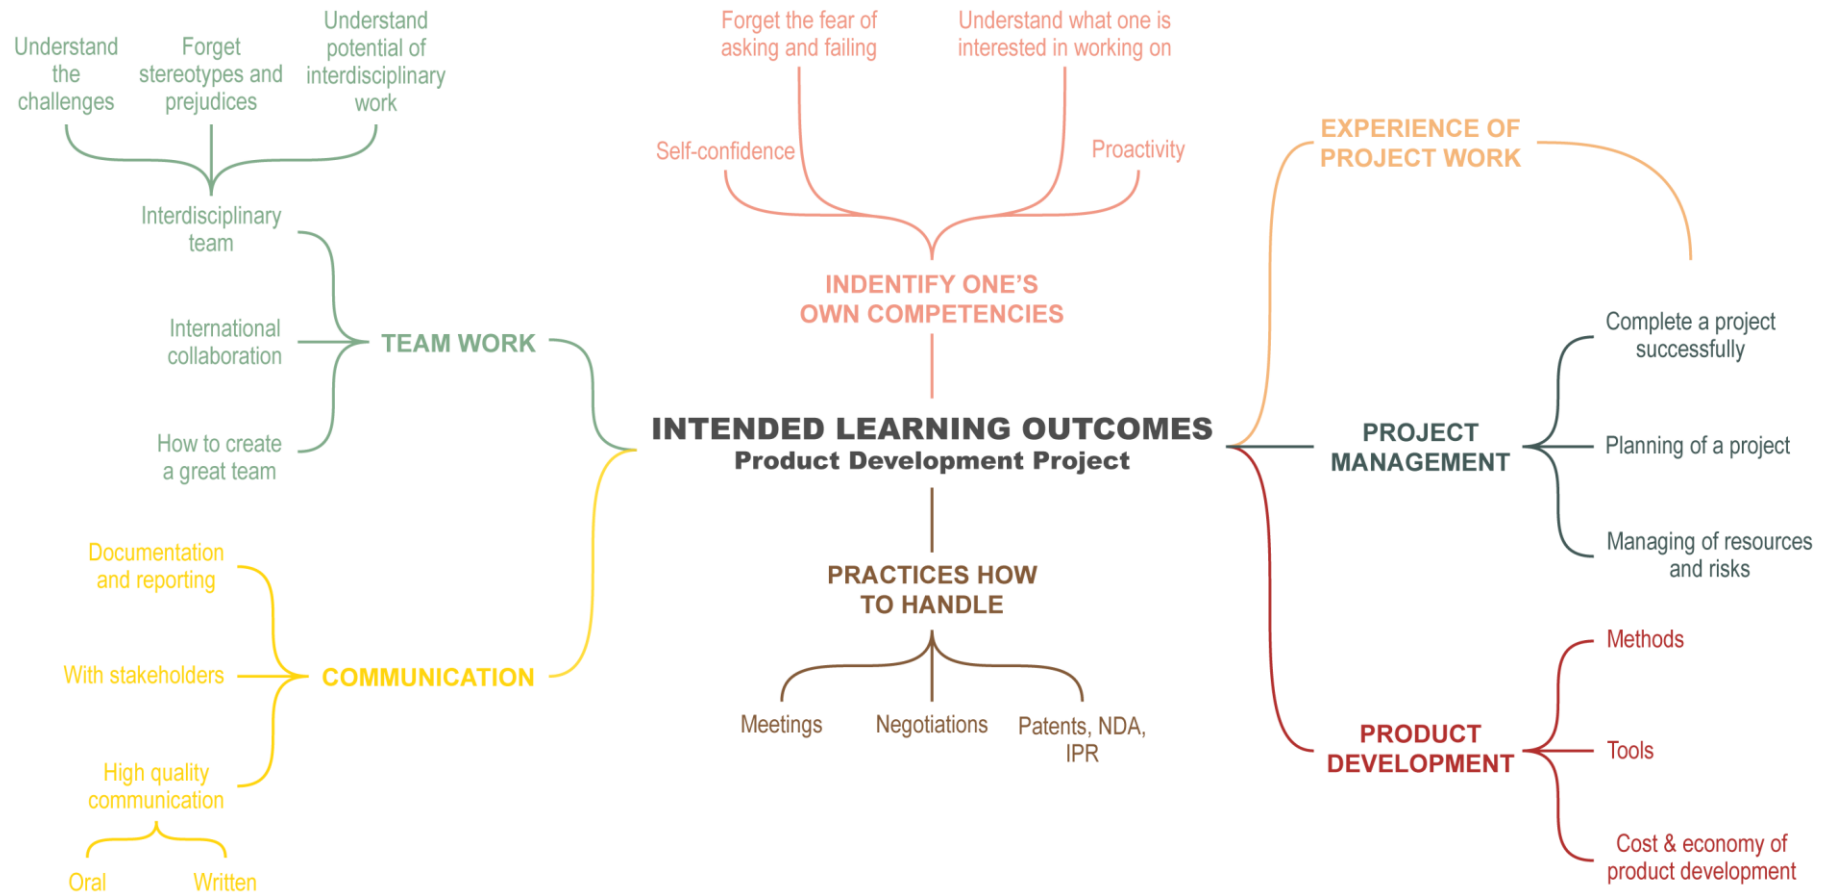 Understand
the
challenges
Forget
stereotypes and
prejudices
Understand
potential of
interdisciplinary
work
Interdisciplinary
team
International
collaboration
How to create
a great team
TEAM WORK
Documentation
and reporting
With stakeholders
High quality
communication
Oral
Written
COMMUNICATION
Forget the fear of
asking and failing
Understand what one is
interested in working on
Self-confidence
Proactivity
INDENTIFY ONE'S
OWN COMPETENCIES
INTENDED LEARNING OUTCOMES
Product Development Project
PRACTICES HOW
TO HANDLE
Meetings
Negotiations
Patents, NDA,
IPR
EXPERIENCE OF
PROJECT WORK
PROJECT
MANAGEMENT
Complete a project
successfully
Planning of a project
Managing of resources
and risks
PRODUCT
DEVELOPMENT
Methods
Tools
Cost & economy of
product development